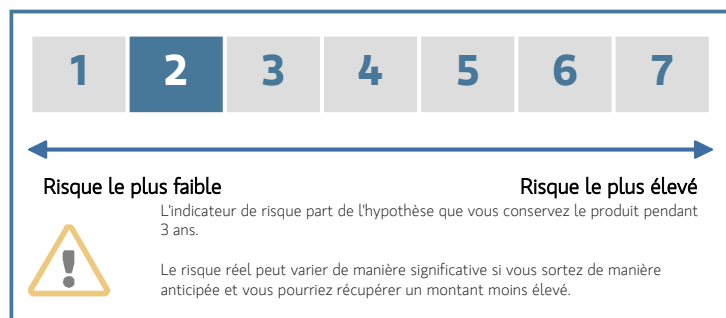 1 2 3 4 5 6 7
Risque le plus faible Risque le plus élevé
L'indicateur de risque part de l'hypothèse que vous conservez le produit pendant
3 ans.
Le risque réel peut varier de manière significative si vous sortez de manière
anticipée et vous pourriez récupérer un montant moins élevé.